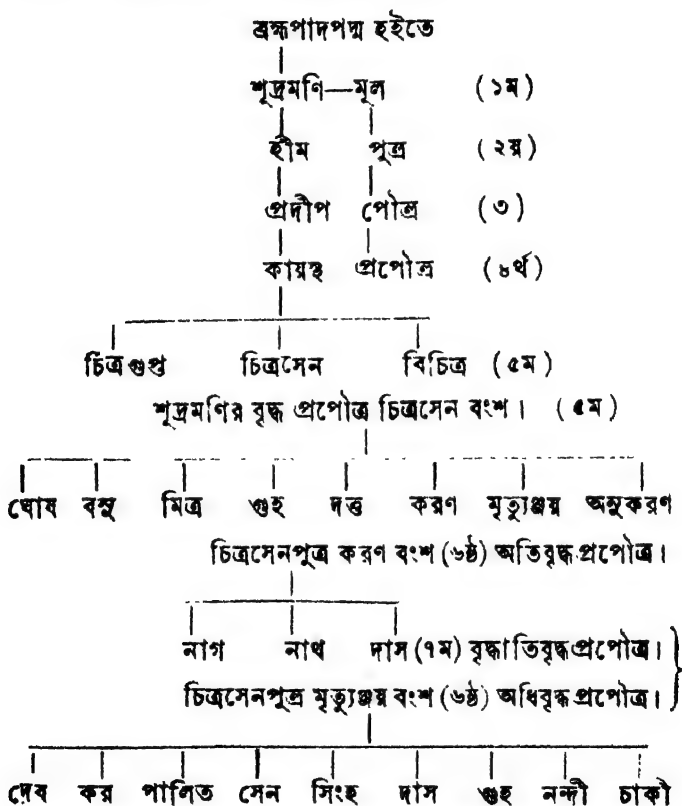 ব্রহ্মপাদপদ্ম হইতে
শূদ্রমণি—মূল (১ম)
হীম পুত্র (২য়)
প্রদীপ পৌত্র (৩)
কায়স্থ প্রপৌত্র (৪র্থ)
চিত্রগুপ্ত চিত্রসেন বিচিত্র (৫ম)
শূদ্রমণির বৃদ্ধ প্রপৌত্র চিত্রসেন বংশ। (৫ম)
ঘোষ বসু মিত্র গুহ দত্ত করণ মৃত্যুঞ্জয় অনুকরণ
চিত্রসেনপুত্র করণ বংশ (৬ষ্ঠ) অতিবৃদ্ধ প্রপৌত্র।
নাগ নাথ দাস (৭ম) বৃদ্ধাতিবৃদ্ধ প্রপৌত্র।
চিত্রসেনপুত্র মৃত্যুঞ্জয় বংশ (৬ষ্ঠ) অধিবৃদ্ধ প্রপৌত্র।
দেব কর পালিত সেন সিংহ দাস গুহ নন্দী চাকী